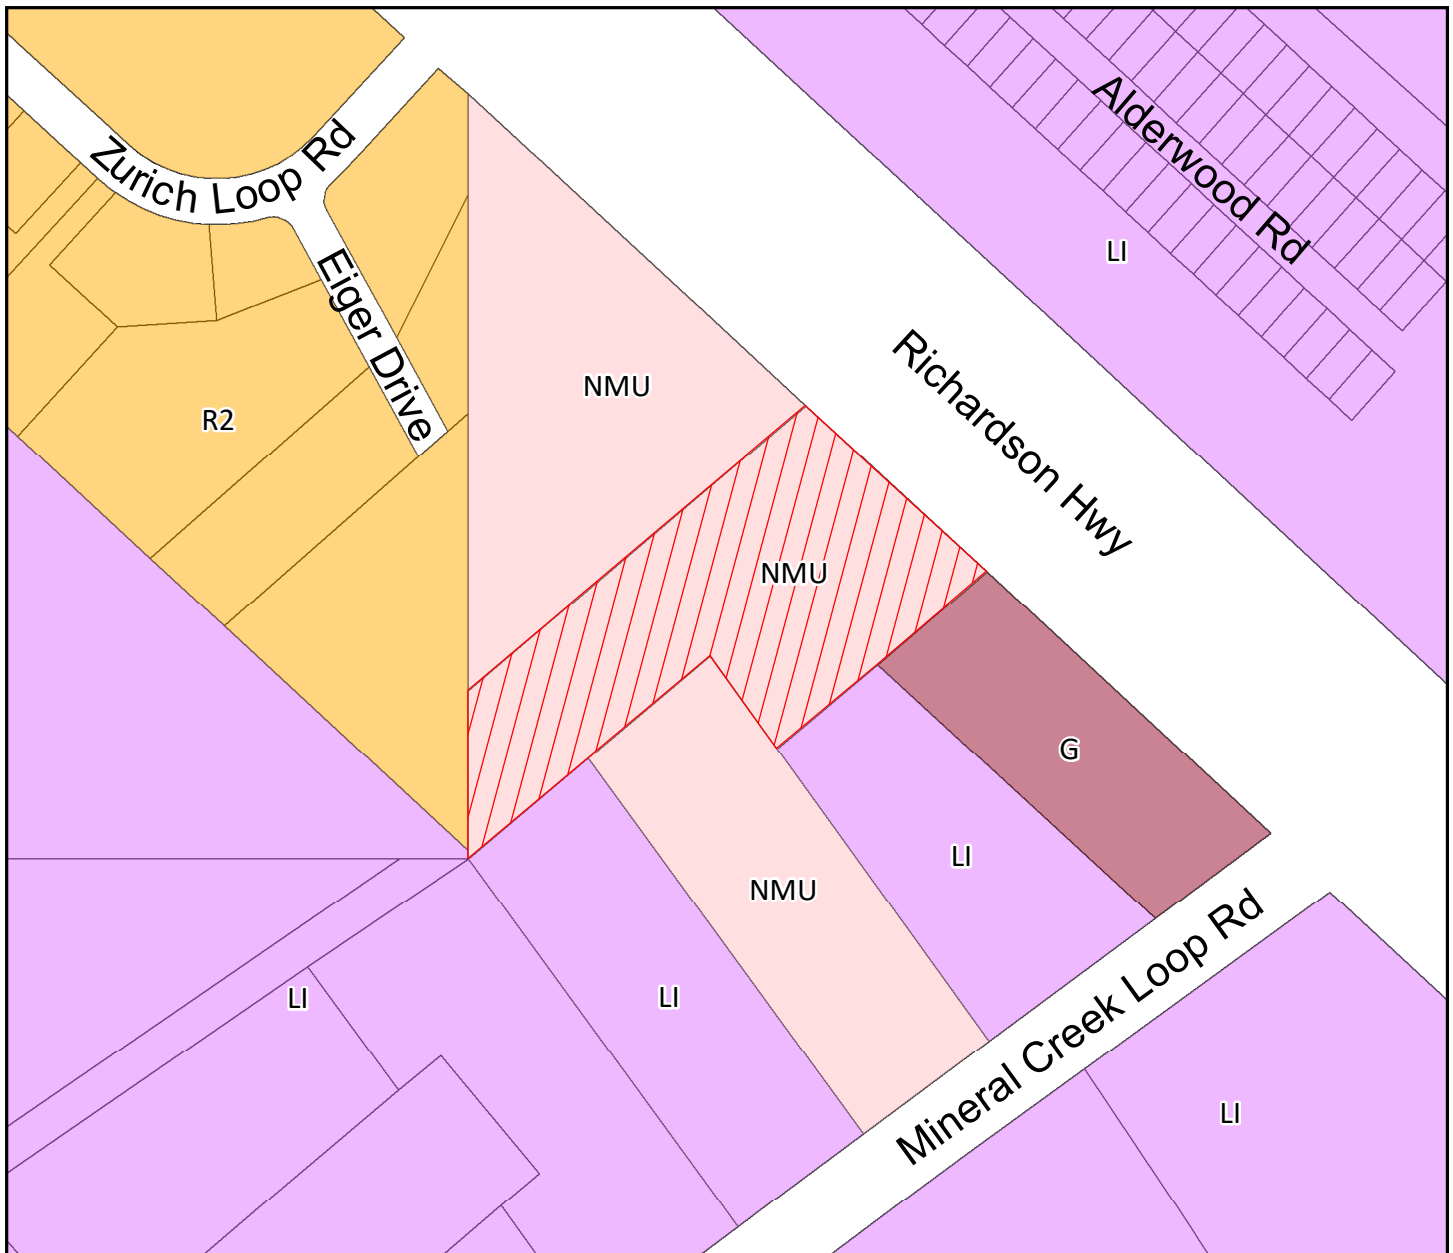 Alderwood Rd
Zurich Loop Rd
LI
Eiger Drive
Richardson Hwy
NMU
R2
NMU
G
LI
NMU
LI
LI
Mineral Creek Loop Rd
LI